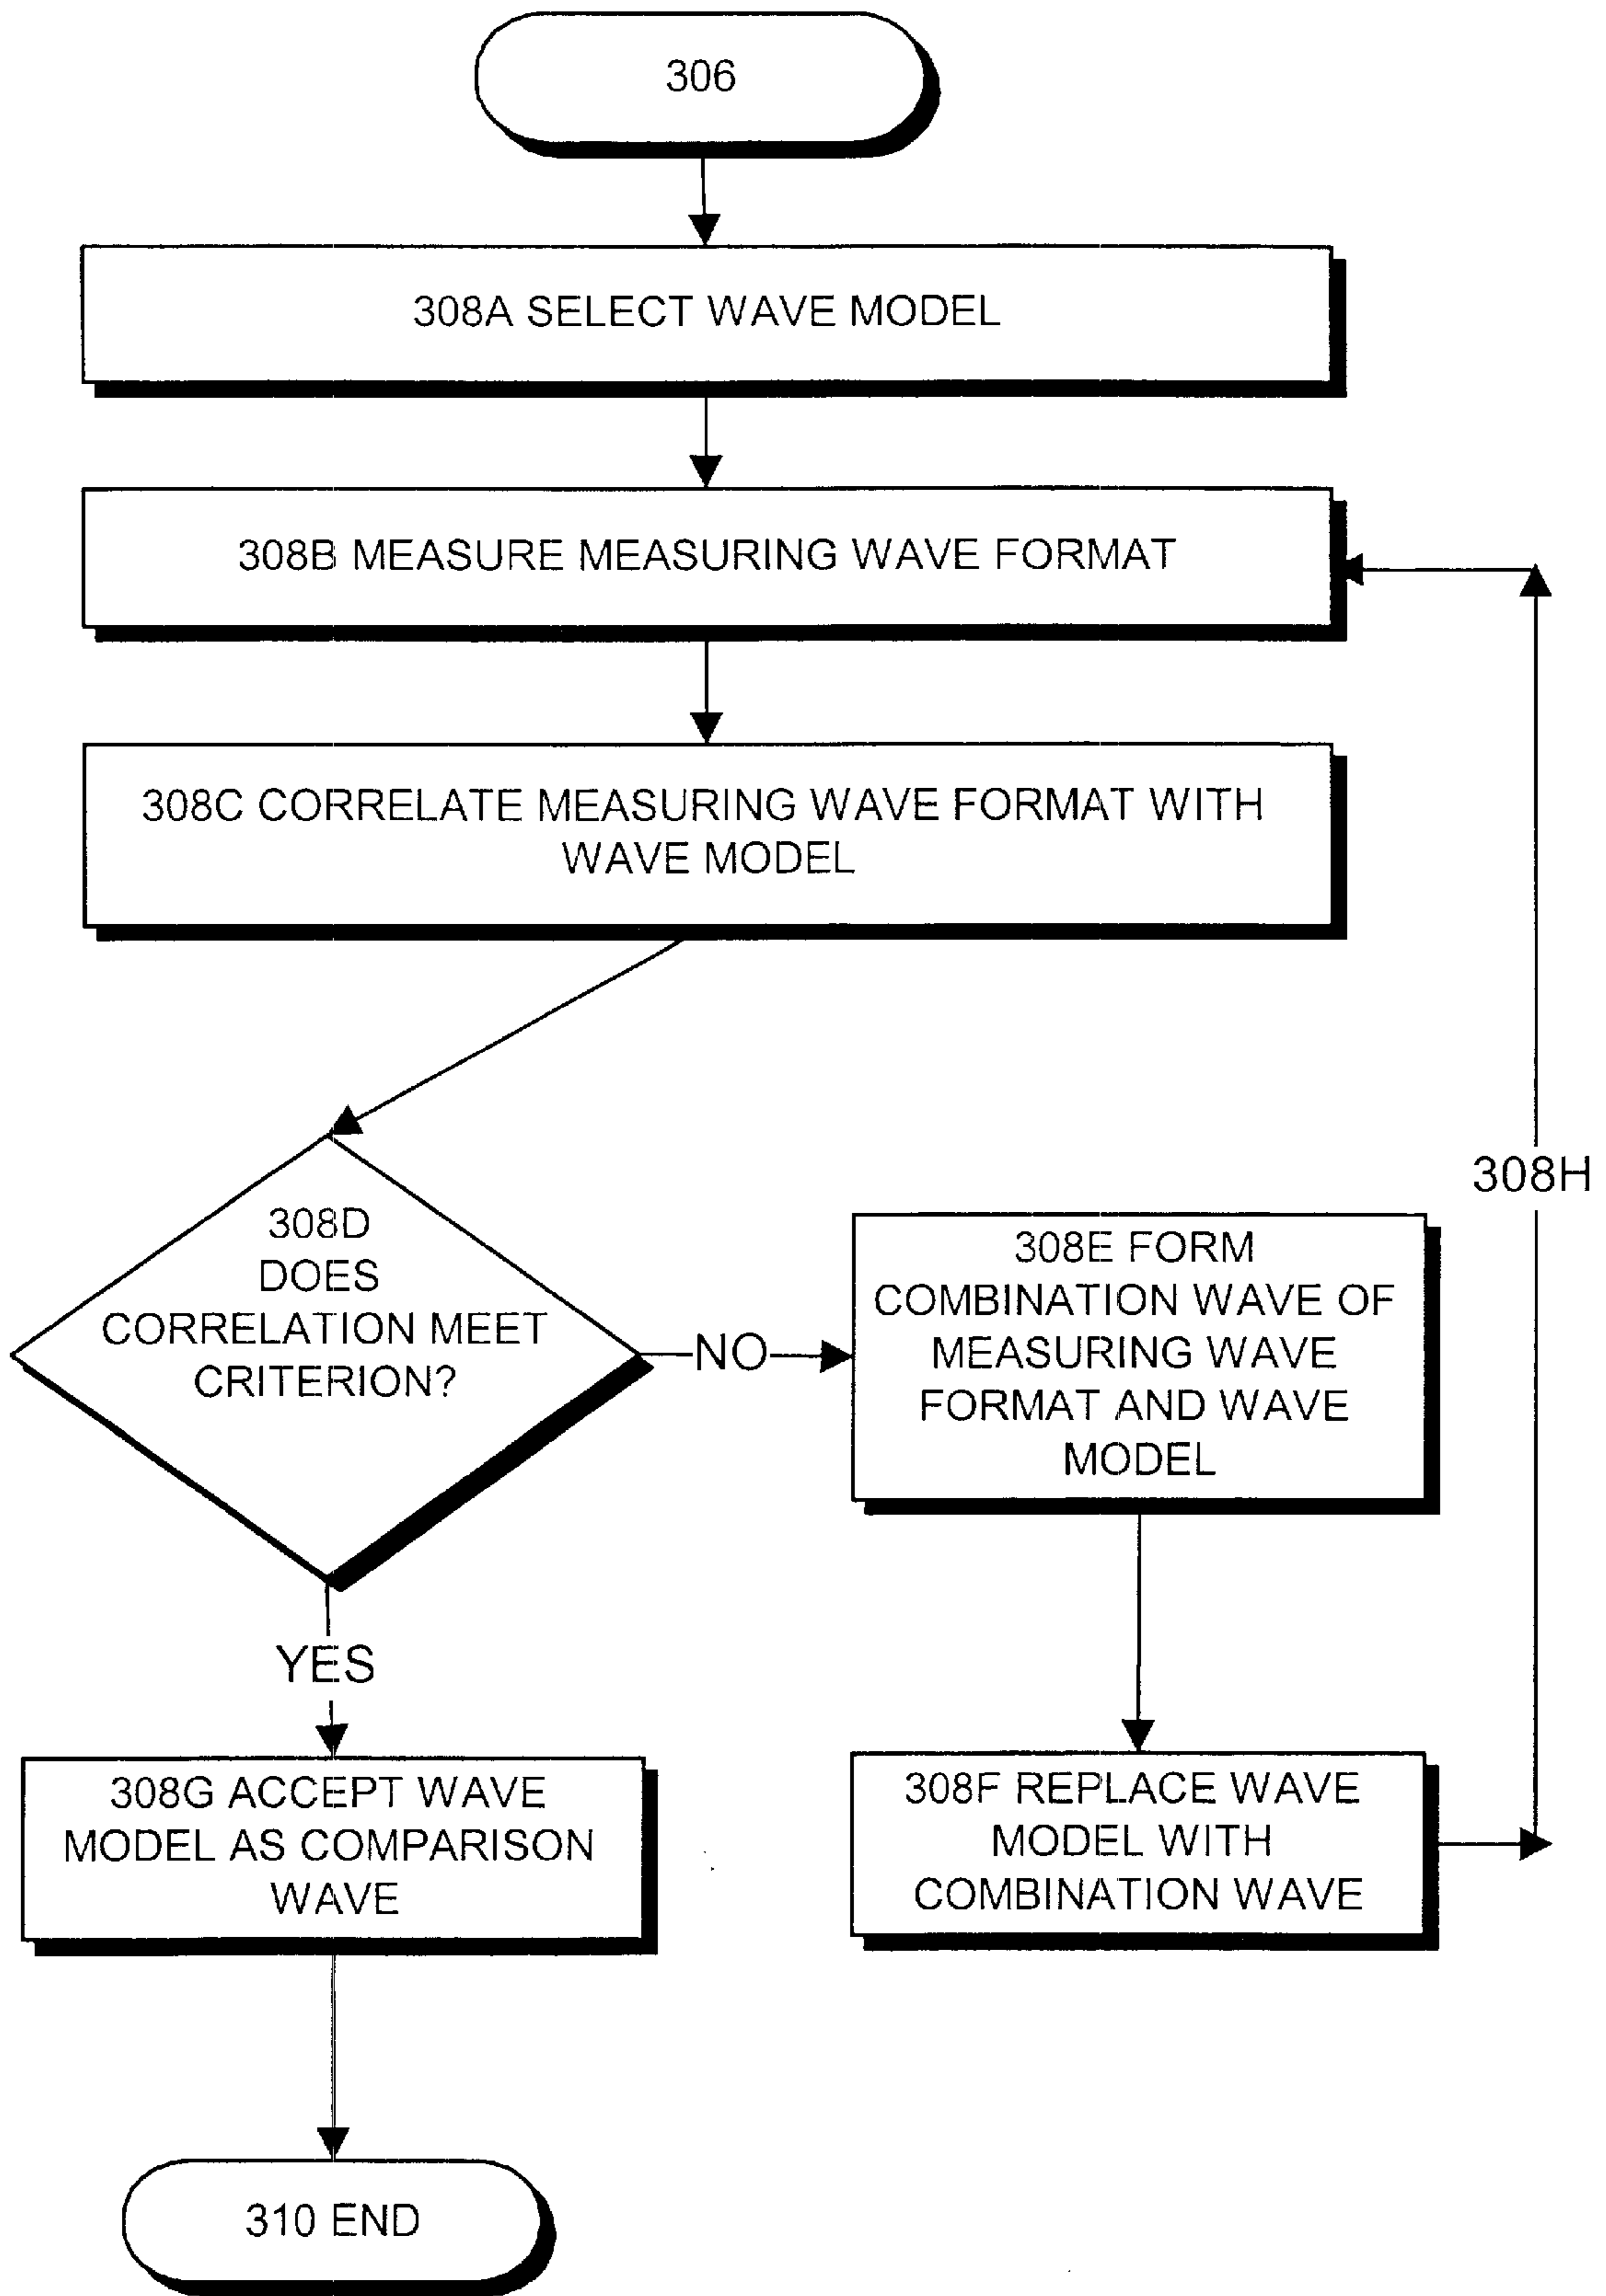 306
308A SELECT WAVE MODEL
308B MEASURE MEASURING WAVE FORMAT
308C CORRELATE MEASURING WAVE FORMAT WITH
WAVE MODEL
308D
DOES
CORRELATION MEET
CRITERION?
NO
308E FORM
COMBINATION WAVE OF
MEASURING WAVE
FORMAT AND WAVE
MODEL
308H
YES
308G ACCEPT WAVE
MODEL AS COMPARISON
WAVE
308F REPLACE WAVE
MODEL WITH
COMBINATION WAVE
310 END